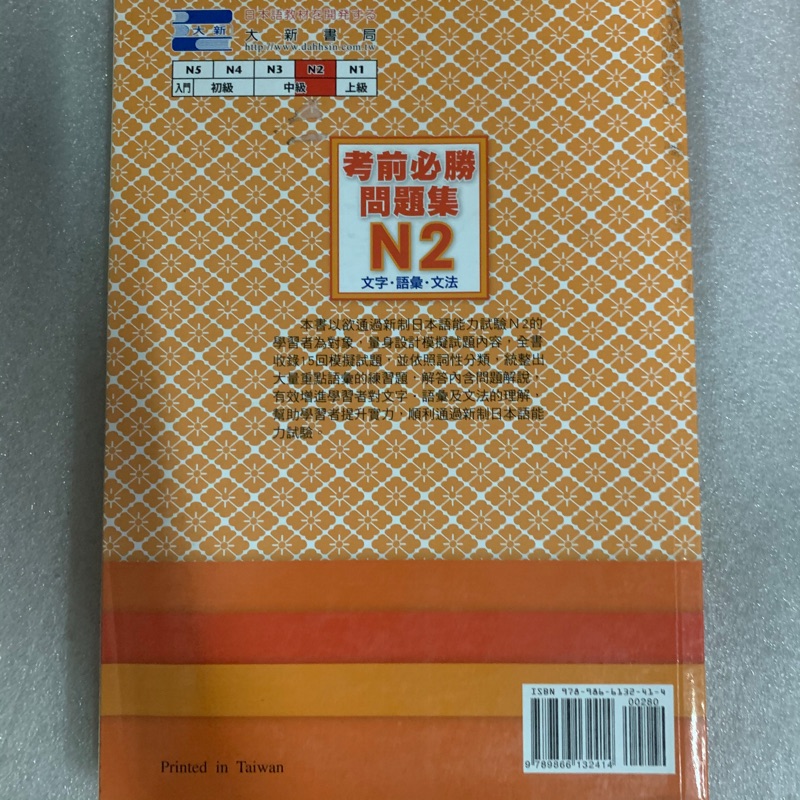 日本語教材を開発する
大新
大新書局
http://www.dahhsin.com.tw
N5 N4 N3 N2 N1
入門 初級 中級 上級
考前必勝
問題集
N2
文字・語彙・文法
本書以欲通過新制日本語能力試驗N2的
學習者為對象，量身設計模擬試題內容，全書
收錄15回模擬試題，並依照詞性分類，統整出
大量重點語彙的練習題，解答內含問題解說，
有效增進學習者對文字、語彙及文法的理解，
幫助學習者提升實力，順利通過新制日本語能
力試驗。
ISBN 978-986-6132-41-4
00280
9 789866 132414
Printed in Taiwan